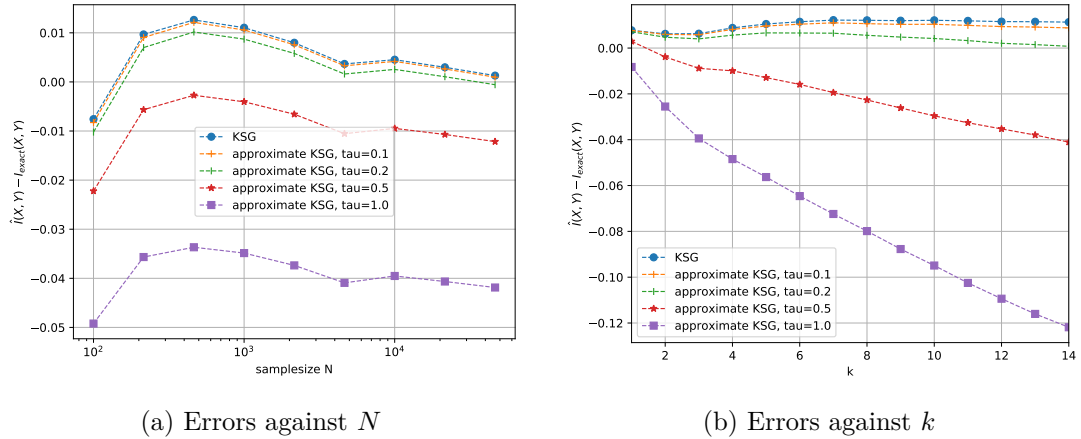 0.01
0.00
−0.01
−0.02
−0.03
−0.04
−0.05
Î(X, Y) − I_exact(X, Y)
KSG
approximate KSG, tau=0.1
approximate KSG, tau=0.2
approximate KSG, tau=0.5
approximate KSG, tau=1.0
10² 10³ 10⁴
samplesize N
(a) Errors against N
0.00
−0.02
−0.04
−0.06
−0.08
−0.10
−0.12
Î(X, Y) − I_exact(X, Y)
KSG
approximate KSG, tau=0.1
approximate KSG, tau=0.2
approximate KSG, tau=0.5
approximate KSG, tau=1.0
2 4 6 8 10 12 14
k
(b) Errors against k